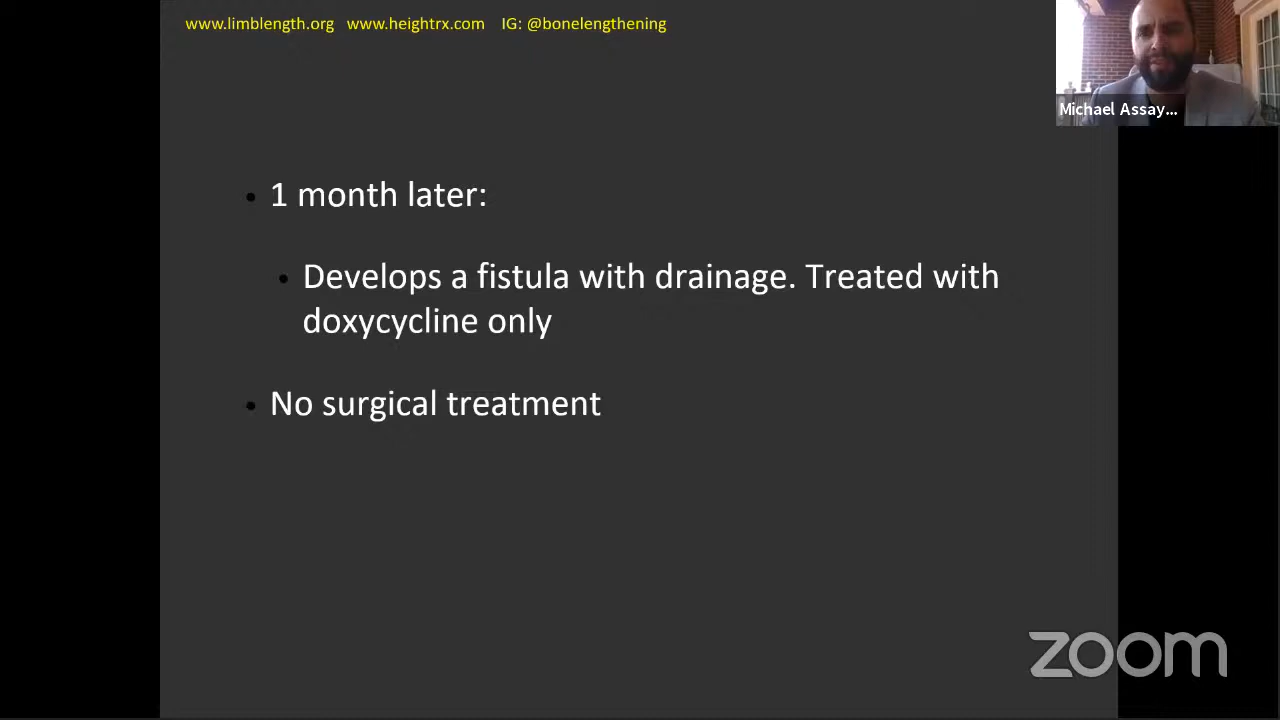 www.limblength.org www.heightrx.com IG: @bonelengthening
Michael Assay...
• 1 month later:
• Develops a fistula with drainage. Treated with
doxycycline only
• No surgical treatment
zoom